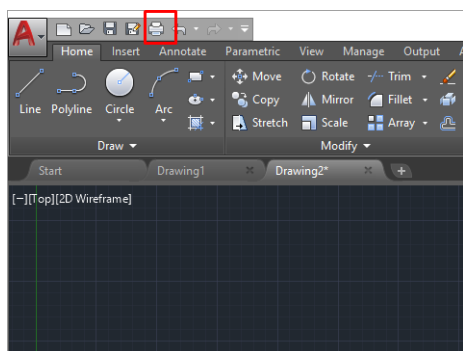 A
Home Insert Annotate Parametric View Manage Output A
Move Rotate Trim
Copy Mirror Fillet
Line Polyline Circle Arc
Stretch Scale Array
Draw Modify
Start Drawing1 Drawing2*
[−][Top][2D Wireframe]